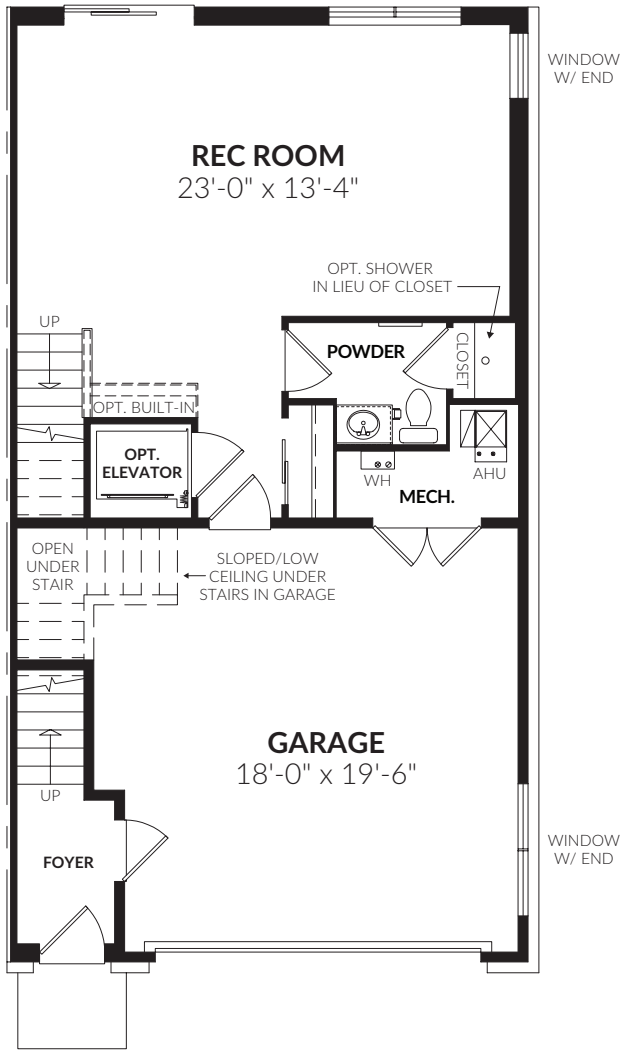 WINDOW
W/ END
REC ROOM
23'-0" x 13'-4"
OPT. SHOWER
IN LIEU OF CLOSET
UP
POWDER
CLOSET
OPT. BUILT-IN
OPT.
ELEVATOR
WH
AHU
MECH.
OPEN
UNDER
STAIR
SLOPED/LOW
CEILING UNDER
STAIRS IN GARAGE
GARAGE
18'-0" x 19'-6"
UP
FOYER
WINDOW
W/ END